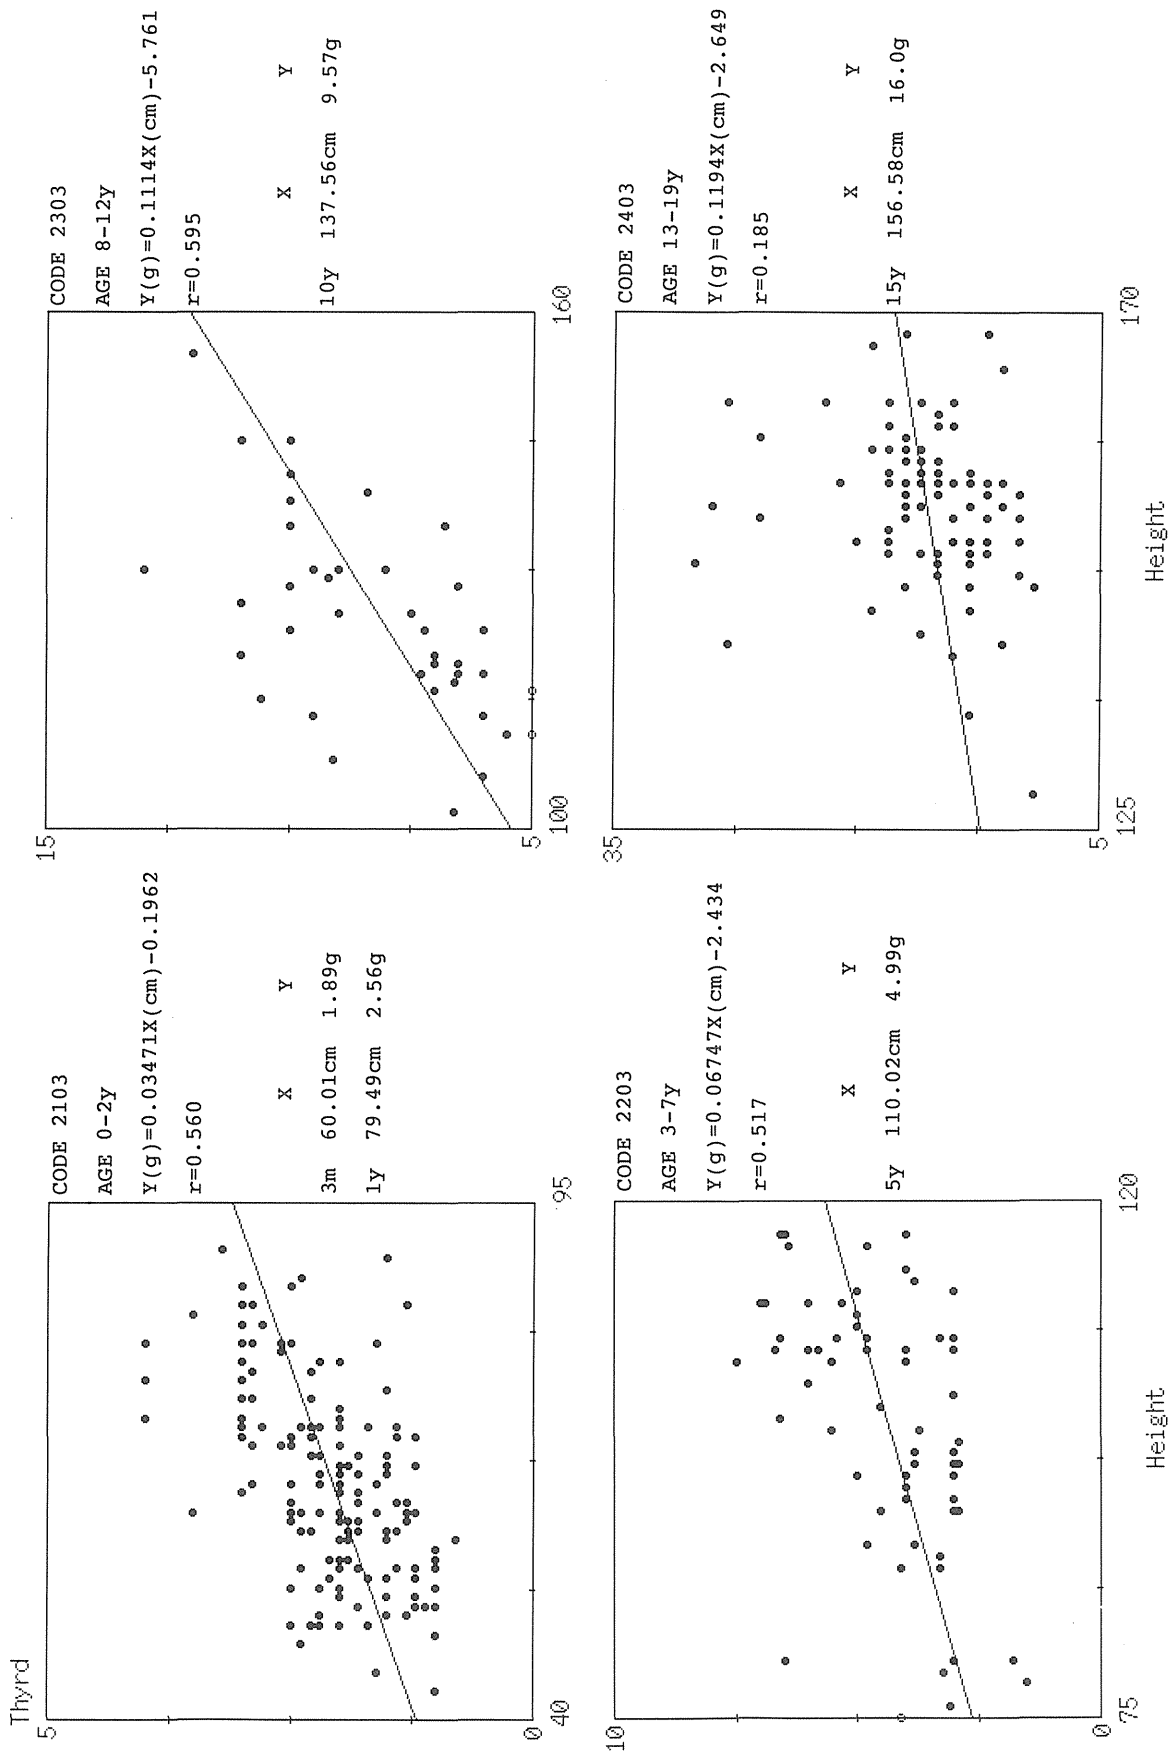 Thyrd
5
0
40
95
CODE 2103
AGE 0-2y
Y(g)=0.03471X(cm)-0.1962
r=0.560
X Y
3m 60.01cm 1.89g
1y 79.49cm 2.56g
15
5
100
160
CODE 2303
AGE 8-12y
Y(g)=0.1114X(cm)-5.761
r=0.595
X Y
10y 137.56cm 9.57g
10
0
75
120
Height
CODE 2203
AGE 3-7y
Y(g)=0.06747X(cm)-2.434
r=0.517
X Y
5y 110.02cm 4.99g
35
5
125
170
Height
CODE 2403
AGE 13-19y
Y(g)=0.1194X(cm)-2.649
r=0.185
X Y
15y 156.58cm 16.0g